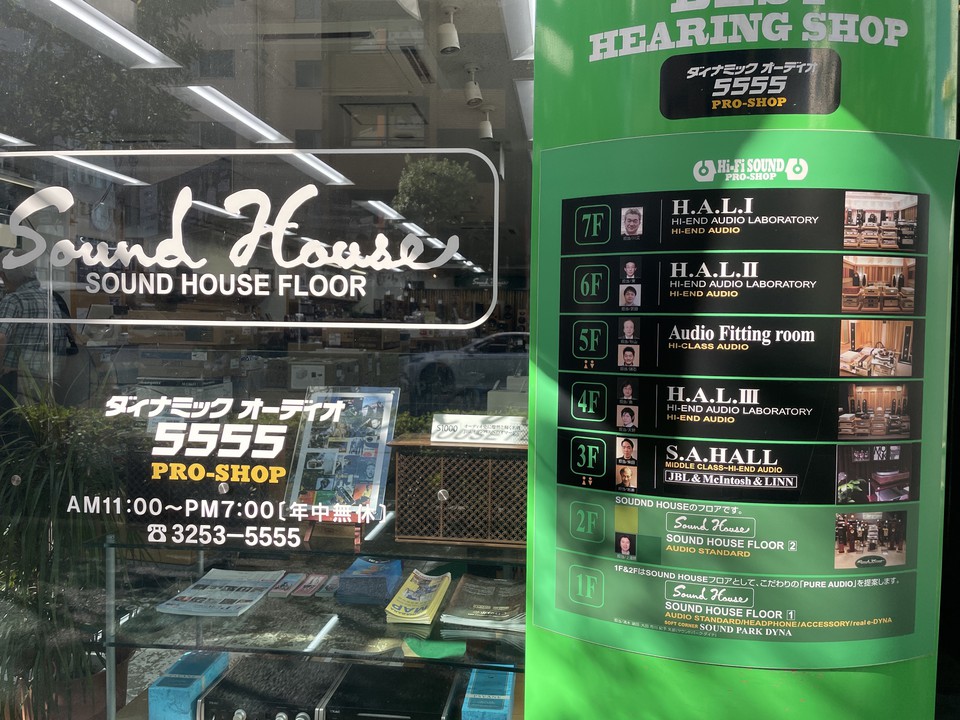 Sound House
SOUND HOUSE FLOOR
ダイナミック オーディオ
5555
PRO-SHOP
AM11:00～PM7:00〔年中無休〕
☎3253－5555
S1000
HEARING SHOP
ダイナミック オーディオ
5555
PRO-SHOP
Hi-Fi SOUND
PRO-SHOP
7F
H.A.L.I
HI-END AUDIO LABORATORY
HI-END AUDIO
6F
H.A.L.II
HI-END AUDIO LABORATORY
HI-END AUDIO
5F
Audio Fitting room
HI-CLASS AUDIO
4F
H.A.L.III
HI-END AUDIO LABORATORY
HI-END AUDIO
3F
S.A.HALL
MIDDLE CLASS~HI-END AUDIO
JBL & McIntosh & LINN
2F
SOUDND HOUSEのフロアです。
Sound House
SOUND HOUSE FLOOR 2
AUDIO STANDARD
1F
1F&2FはSOUND HOUSEフロアとして、こだわりの「PURE AUDIO」を提案します。
Sound House
SOUND HOUSE FLOOR 1
AUDIO STANDARD/HEADPHONE/ACCESSORY/real e-DYNA
SOFT CORNER SOUND PARK DYNA